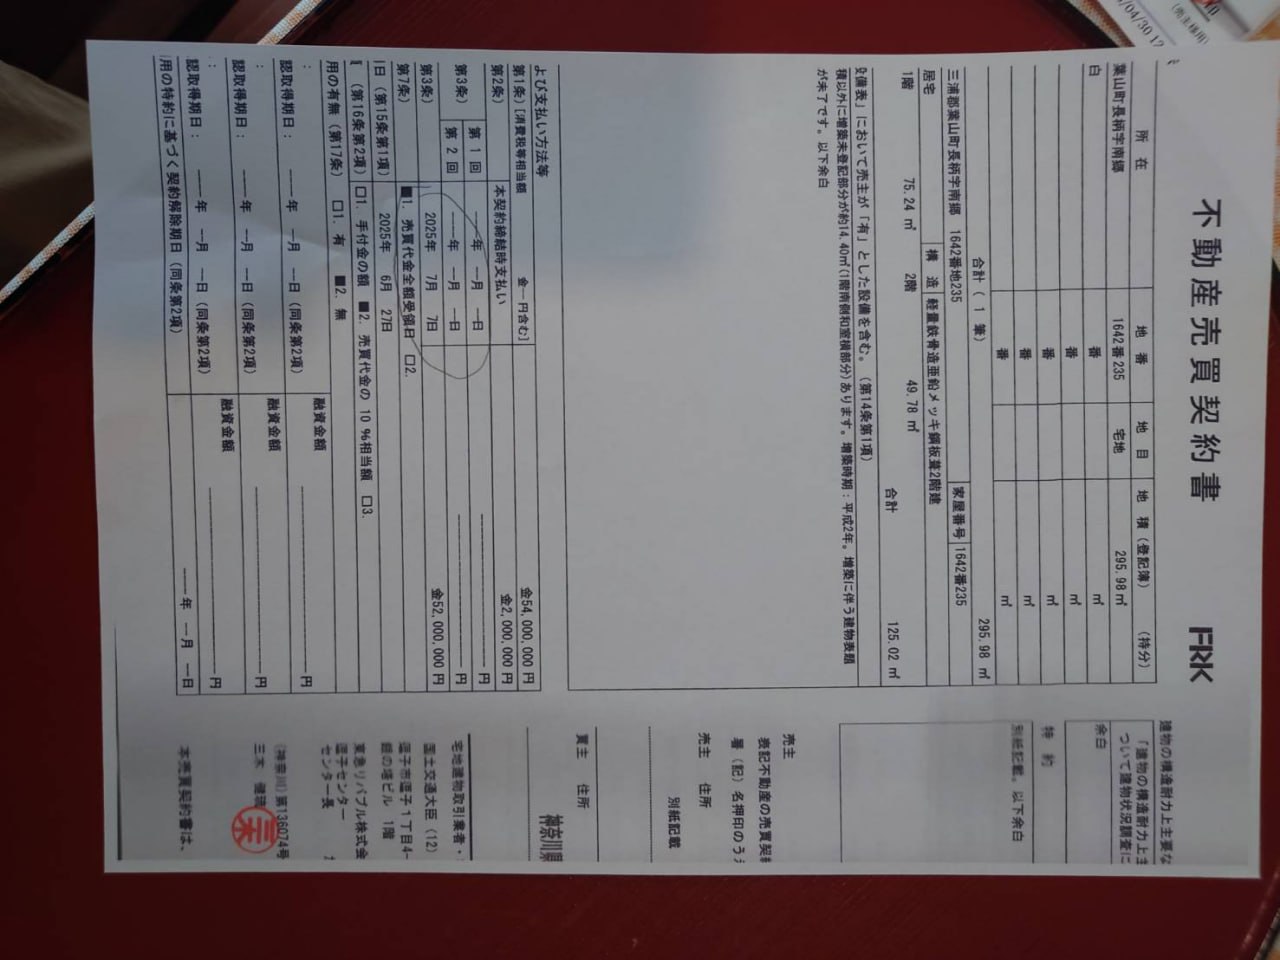 (売主様用)
/04/30 12
不動産売買契約書
FRK
所 在 地 番 地 目 地 積(登記簿) (持分)
葉山町長柄字南郷 1642番235 宅地 295.98㎡
白 番 ㎡
番 ㎡
番 ㎡
番 ㎡
番 ㎡
合計( 1 筆) 295.98 ㎡
三浦郡葉山町長柄字南郷 1642番地235 家屋番号 1642番235
居宅 構 造 軽量鉄骨造亜鉛メッキ鋼板葺2階建
1階 75.24 ㎡ 2階 49.78 ㎡
合計 125.02 ㎡
設備表」において売主が「有」とした設備を含む。(第14条第1項)
積以外に増築未登記部分が約14.40㎡(1階南側和室横部分)あります。増築時期:平成2年。増築に伴う建物表題
が未了です。以下余白
よび支払い方法等
第1条)[消費税等相当額 金―円含む] 金54,000,000 円
第2条) 本契約締結時支払い 金2,000,000 円
第3条) 第 1 回 ――年 ―月 ―日 ―――― 円
第 2 回 ――年 ―月 ―日 ―――― 円
第3条) 2025年 7月 7日 金52,000,000 円
第7条) ■1. 売買代金全額受領日 □2.
日(第15条第1項) 2025年 6月 27日
(第16条第2項) □1. 手付金の額 ■2. 売買代金の 10 %相当額 □3.
用の有無(第17条) □1. 有 ■2. 無
: 融資金額
認取得期日: ――年 ―月 ―日(同条第2項) ―――― 円
: 融資金額
認取得期日: ――年 ―月 ―日(同条第2項) ―――― 円
: 融資金額
認取得期日: ――年 ―月 ―日(同条第2項) ―――― 円
用の特約に基づく契約解除期日(同条第2項) ――年 ―月 ―日
建物の構造耐力上主要な
「建物の構造耐力上主
ついて建物状況調査に
余白
特 約
別紙記載。以下余白
売主
表記不動産の売買契約
署(記)名押印のうえ
売主 住所
別紙記載
買主 住所
神奈川県
宅地建物取引業者・
国土交通大臣 (12)
逗子市逗子1丁目4-
銀の塔ビル 1階
東急リバブル株式会
逗子センター
センター長
(神奈川)第136074号
三木 健
三木
本売買契約書は、